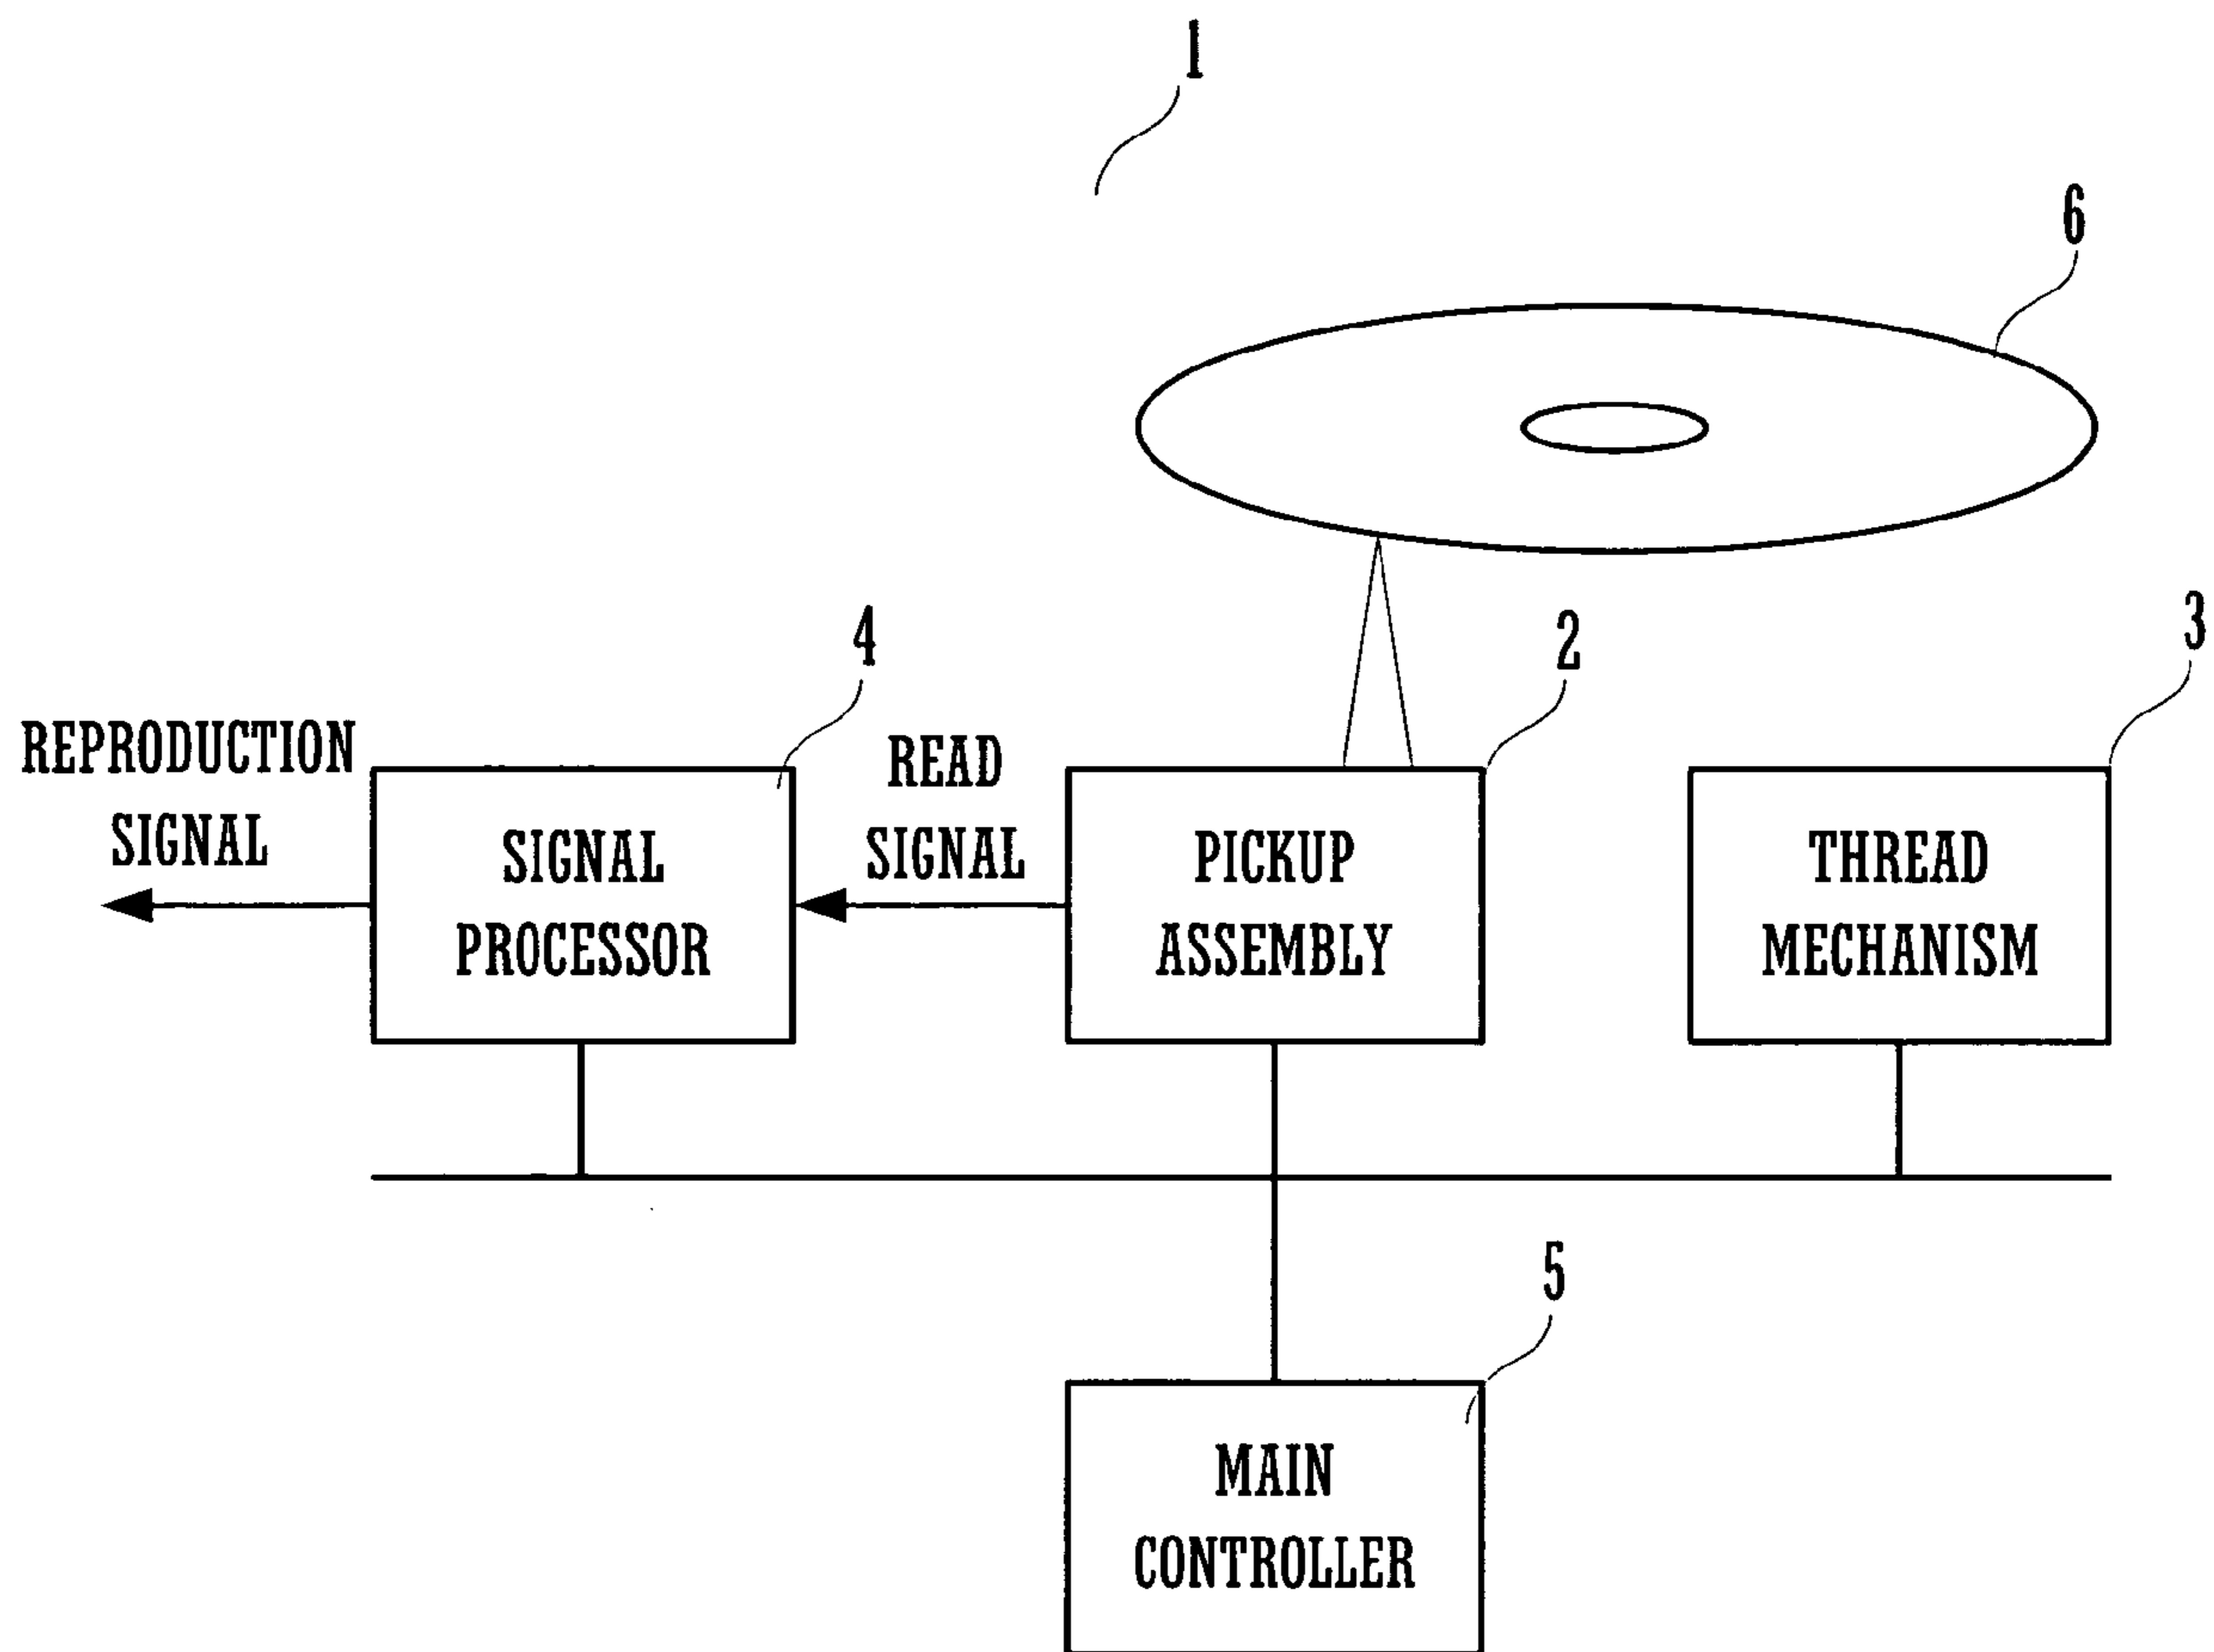 1
6
4
2
3
REPRODUCTION
SIGNAL
READ
SIGNAL
SIGNAL
PROCESSOR
PICKUP
ASSEMBLY
THREAD
MECHANISM
5
MAIN
CONTROLLER